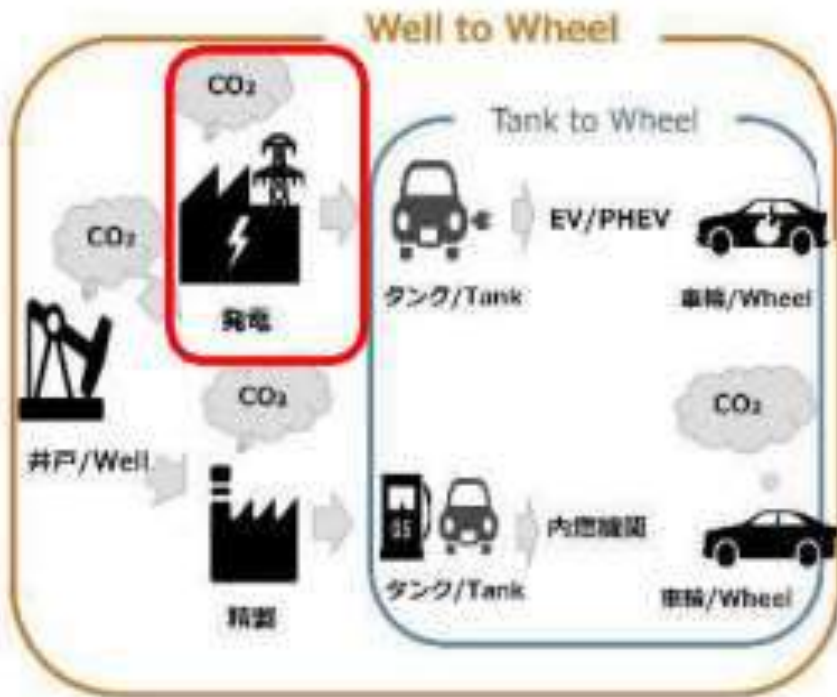 Well to Wheel
CO₂
Tank to Wheel
CO₂
EV/PHEV
タンク/Tank
車輪/Wheel
発電
CO₂
CO₂
井戸/Well
GS
内燃機関
タンク/Tank
車輪/Wheel
精製